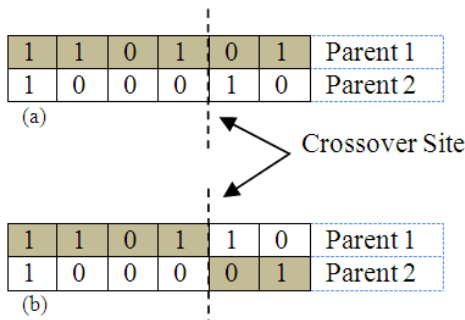 1 1 0 1 0 1 Parent 1
1 0 0 0 1 0 Parent 2
(a)
Crossover Site
1 1 0 1 1 0 Parent 1
1 0 0 0 0 1 Parent 2
(b)